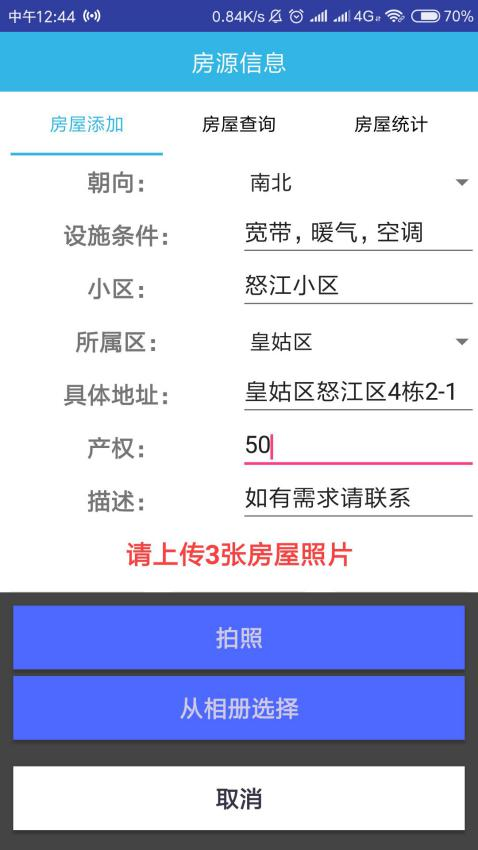 中午12:44 0.84K/s 4G 70%
房源信息
房屋添加 房屋查询 房屋统计
朝向： 南北
设施条件： 宽带，暖气，空调
小区： 怒江小区
所属区： 皇姑区
具体地址： 皇姑区怒江区4栋2-1
产权： 50
描述： 如有需求请联系
请上传3张房屋照片
拍照
从相册选择
取消